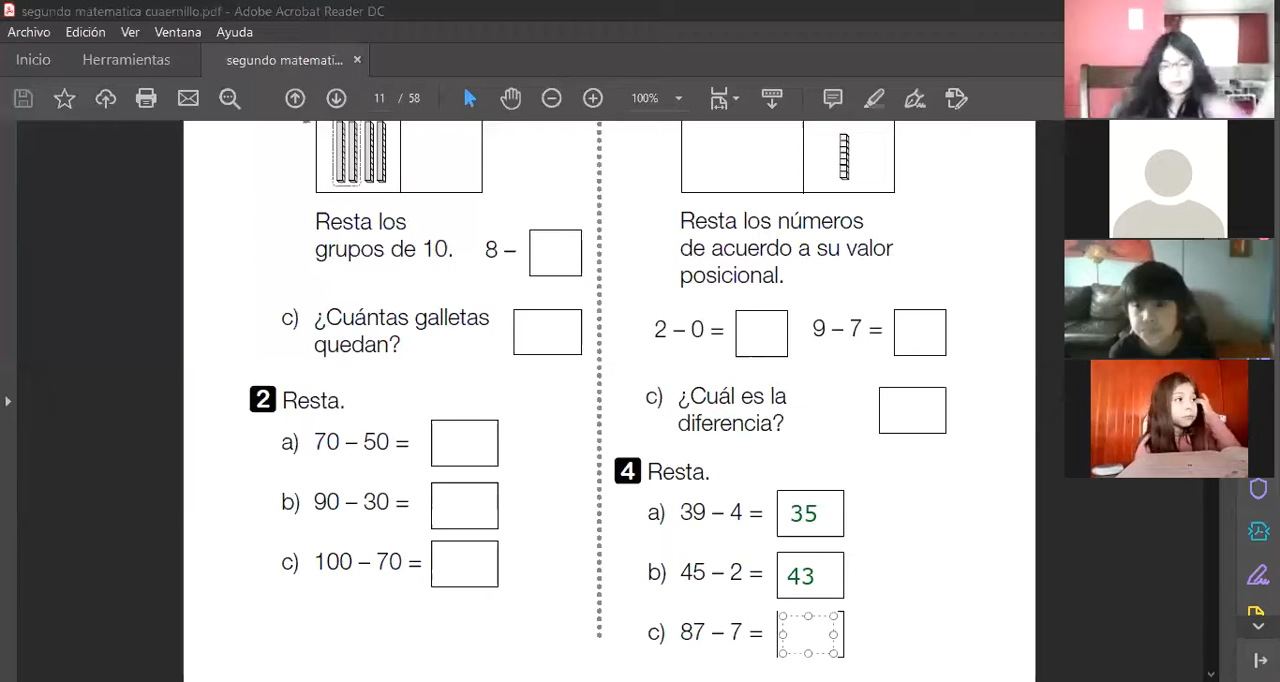 segundo matematica cuaernillo.pdf - Adobe Acrobat Reader DC
Archivo Edición Ver Ventana Ayuda
Inicio Herramientas segundo matemati... ×
11 / 58 100%
Resta los
grupos de 10. 8 –
c) ¿Cuántas galletas
quedan?
2 Resta.
a) 70 – 50 =
b) 90 – 30 =
c) 100 – 70 =
Resta los números
de acuerdo a su valor
posicional.
2 – 0 = 9 – 7 =
c) ¿Cuál es la
diferencia?
4 Resta.
a) 39 – 4 = 35
b) 45 – 2 = 43
c) 87 – 7 =